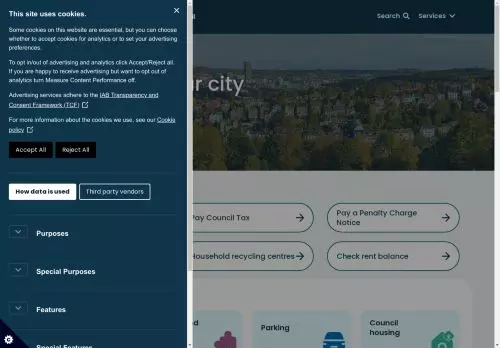 This site uses cookies.
Some cookies on this website are essential, but you can choose
whether to accept cookies for analytics or to set your advertising
preferences.
To opt in/out of advertising and analytics click Accept/Reject all.
If you are happy to receive advertising but want to opt out of
analytics turn Measure Content Performance off.
Advertising services adhere to the IAB Transparency and
Consent Framework (TCF)
For more information about the cookies we use, see our Cookie
policy
Accept All Reject All
How data is used Third party vendors
Purposes
Special Purposes
Features
Special Features
Search Services
city
Pay Council Tax
Pay a Penalty Charge
Notice
Household recycling centres
Check rent balance
Parking
Council
housing